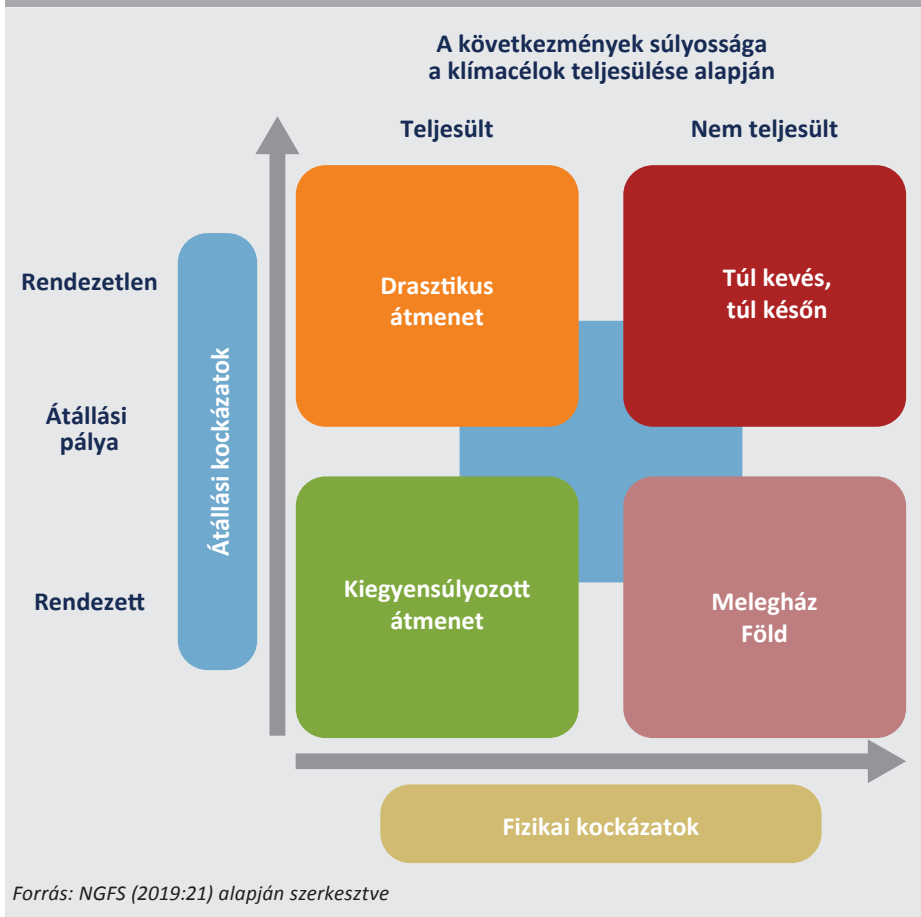 A következmények súlyossága
a klímacélok teljesülése alapján
Teljesült
Nem teljesült
Rendezetlen
Átállási
pálya
Rendezett
Átállási kockázatok
Drasztikus
átmenet
Túl kevés,
túl későn
Kiegyensúlyozott
átmenet
Melegház
Föld
Fizikai kockázatok
Forrás: NGFS (2019:21) alapján szerkesztve